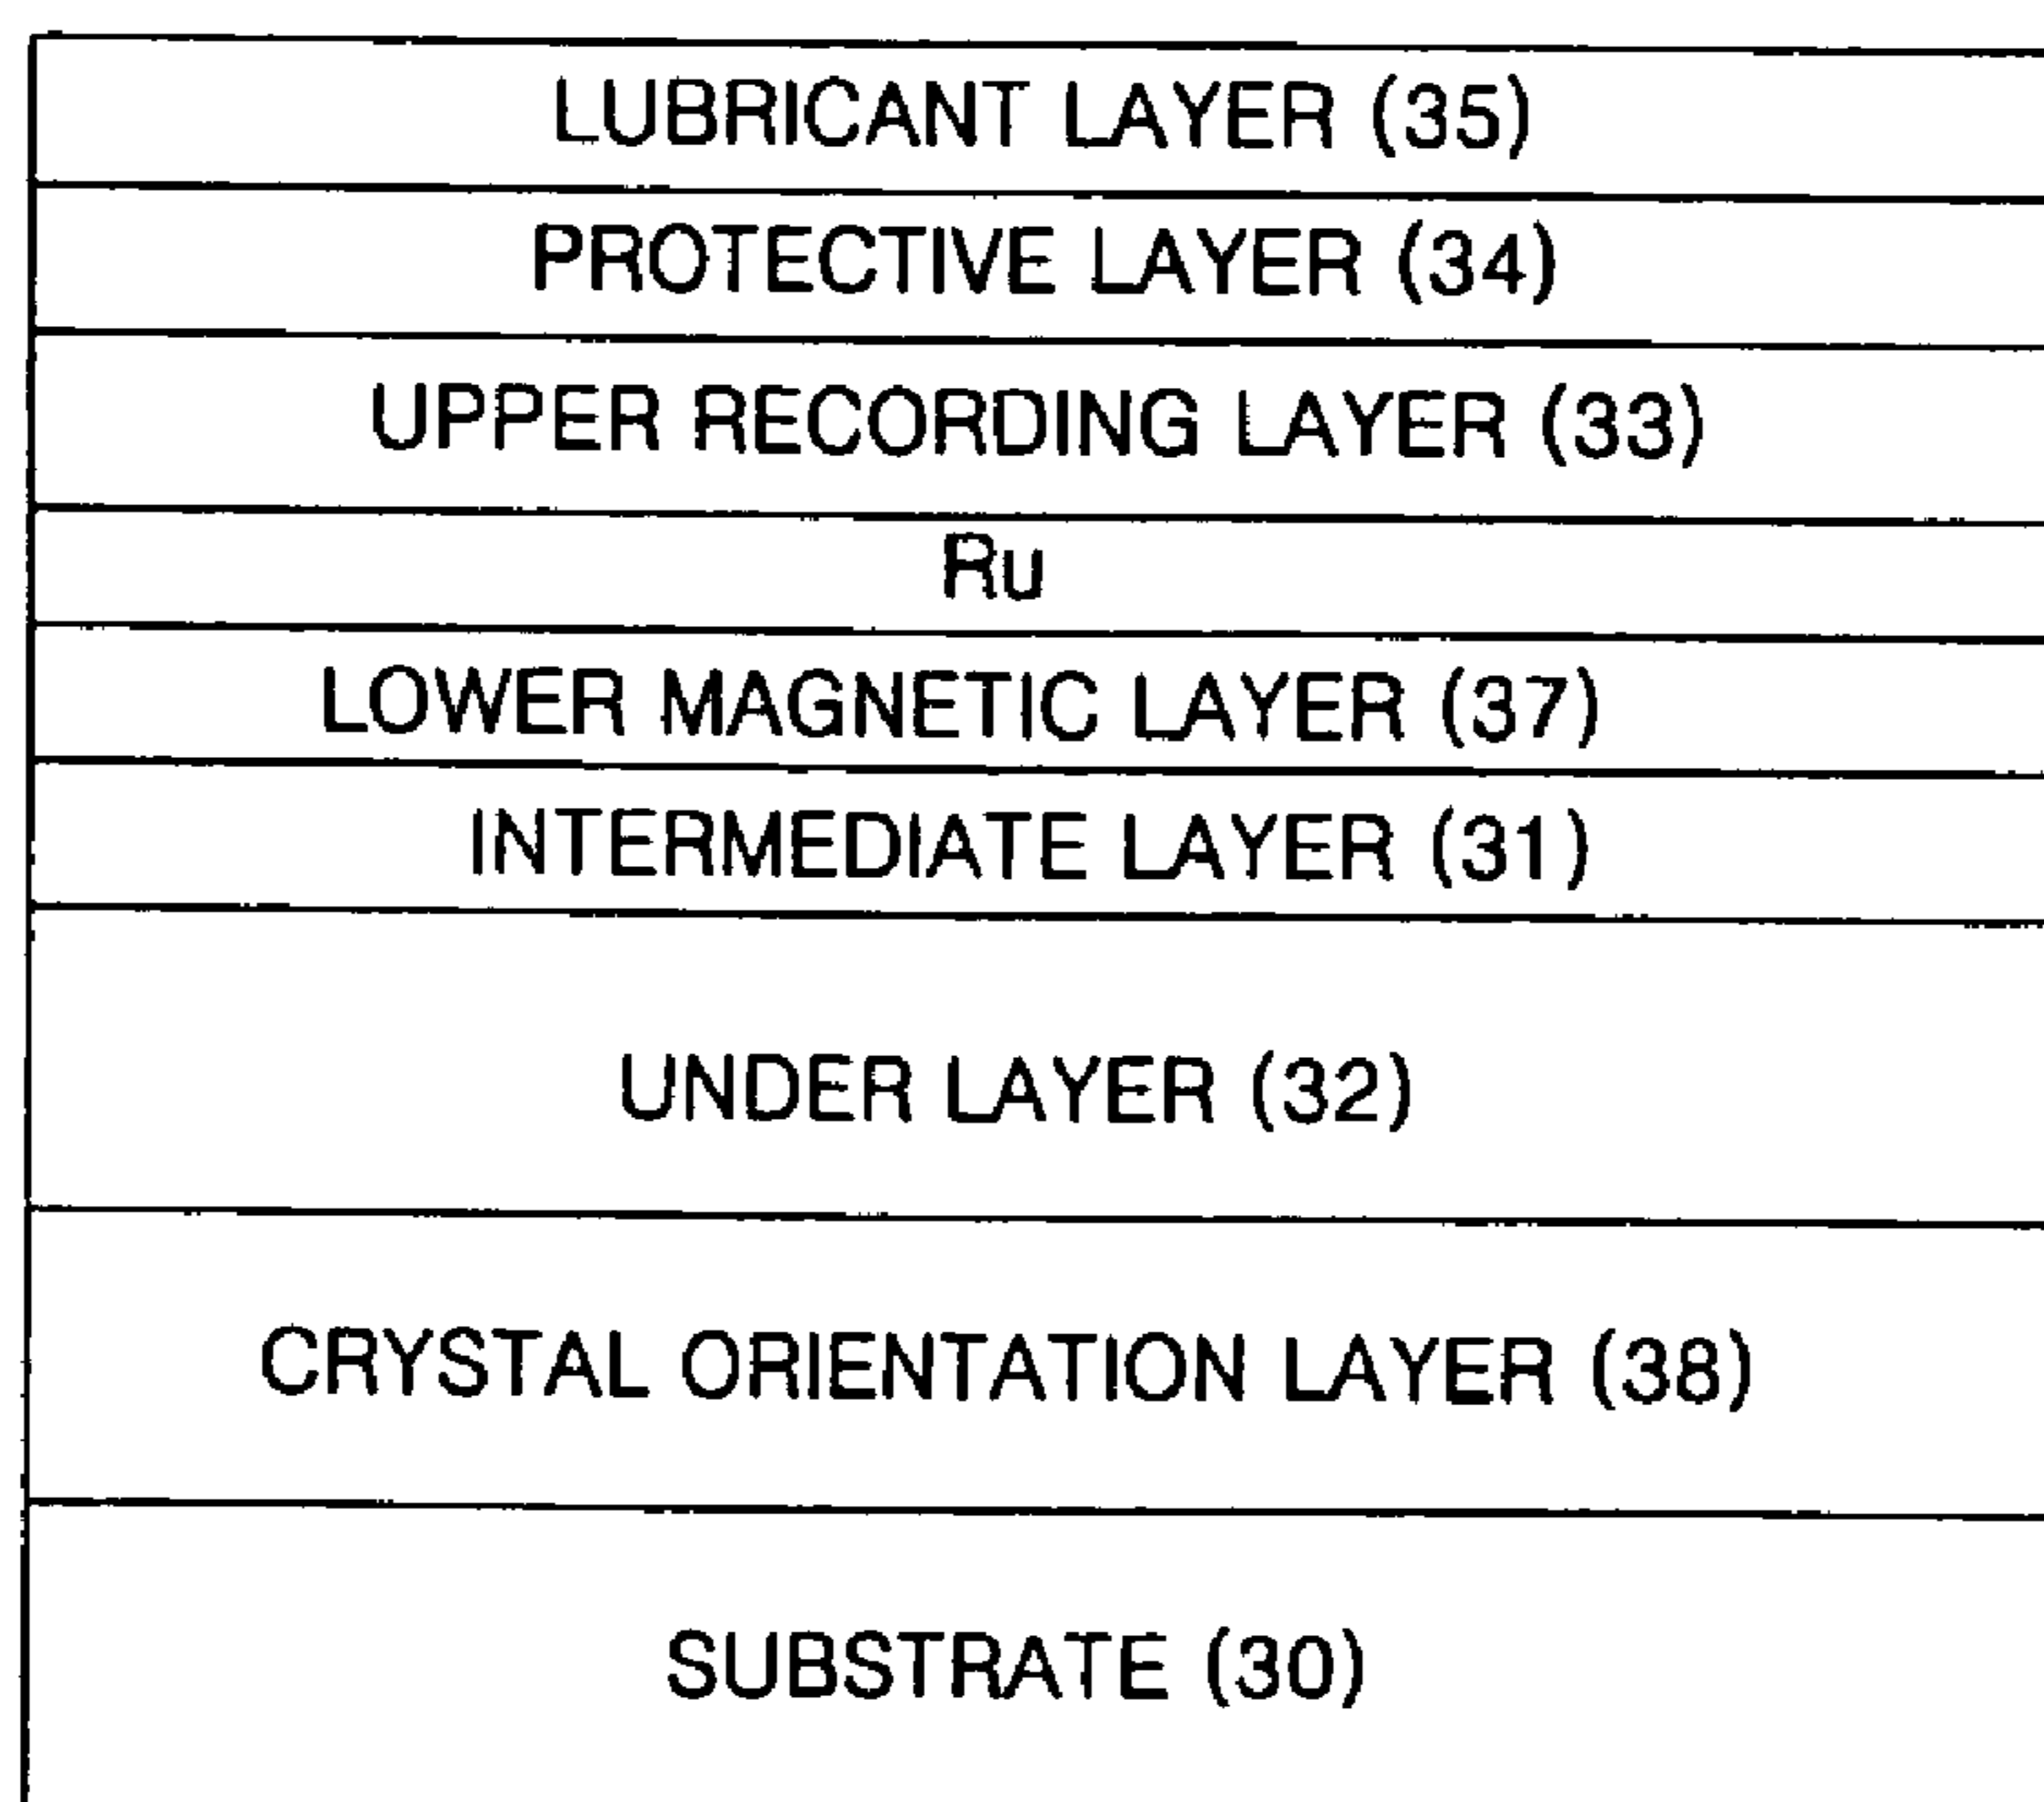 LUBRICANT LAYER (35)
PROTECTIVE LAYER (34)
UPPER RECORDING LAYER (33)
Ru
LOWER MAGNETIC LAYER (37)
INTERMEDIATE LAYER (31)
UNDER LAYER (32)
CRYSTAL ORIENTATION LAYER (38)
SUBSTRATE (30)